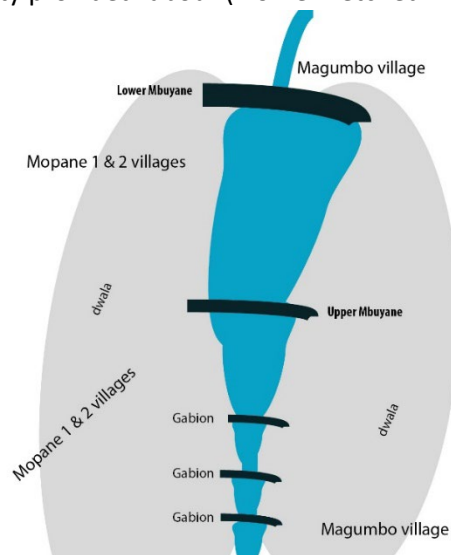 Magumbo village
Lower Mbuyane
Mopane 1 & 2 villages
dwala
Upper Mbuyane
Mopane 1 & 2 villages
Gabion
dwala
Gabion
Gabion
Magumbo village